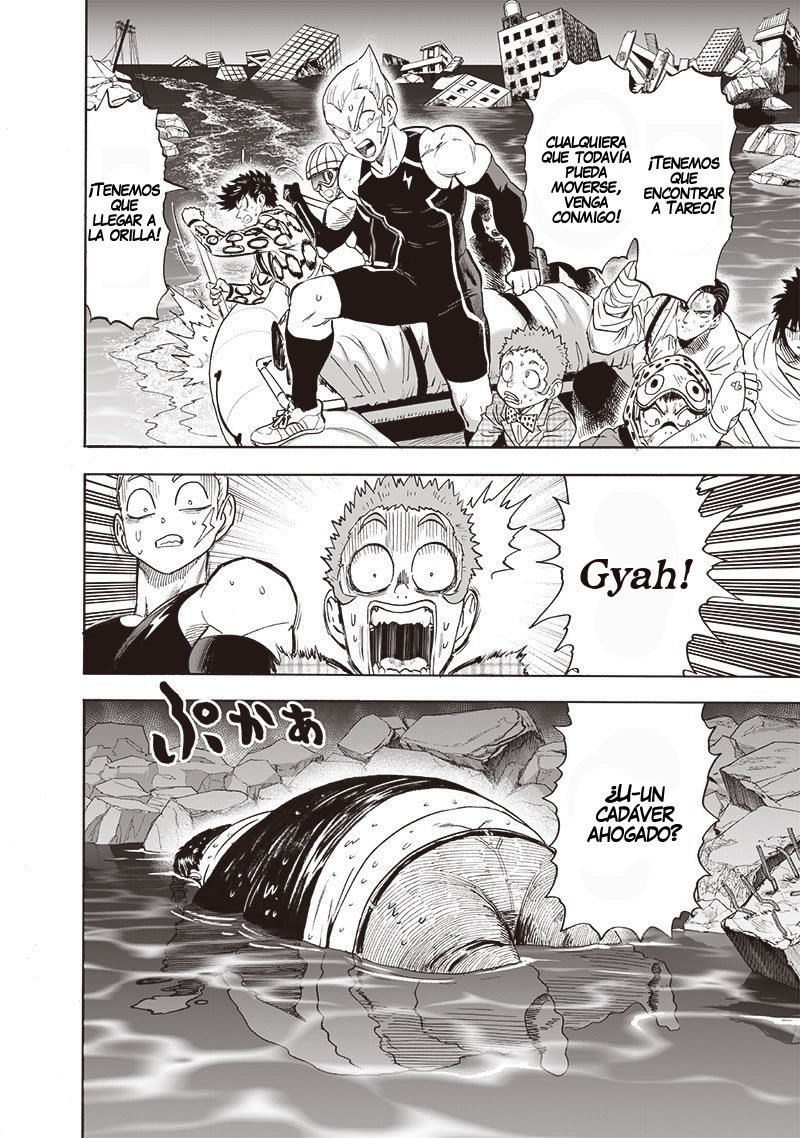 ¡TENEMOS
QUE
ENCONTRAR
A TAREO!
CUALQUIERA
QUE TODAVÍA
PUEDA
MOVERSE,
VENGA
CONMIGO!
¡TENEMOS
QUE
LLEGAR A
LA ORILLA!
Gyah!
ぷかぁ
¿U-UN
CADÁVER
AHOGADO?